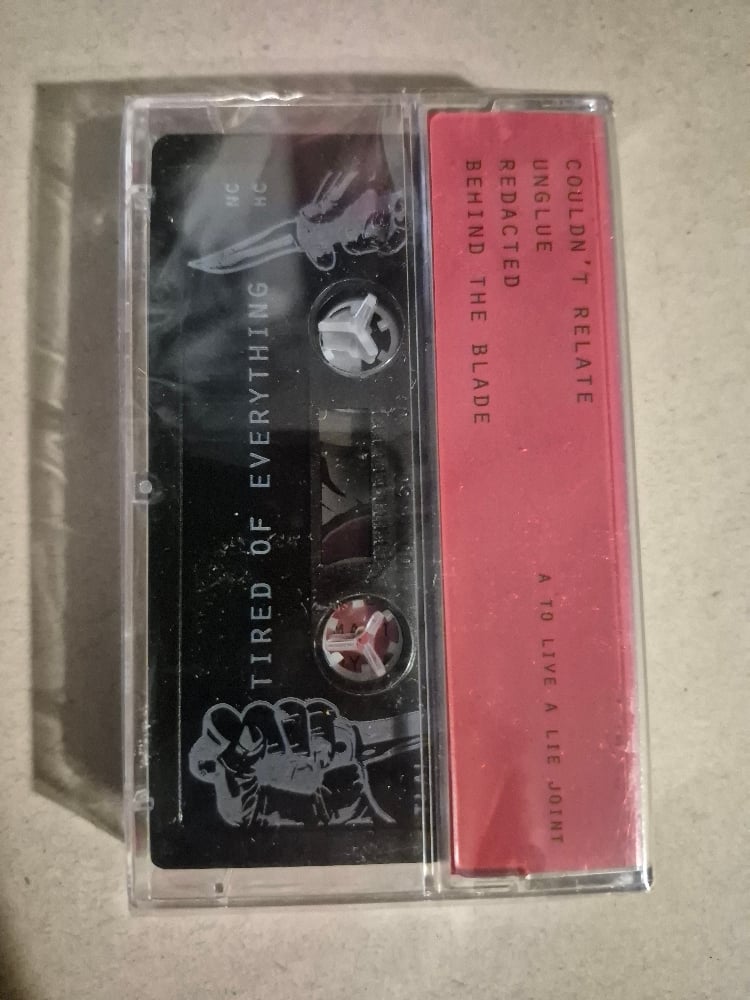 NC
HC
TIRED OF EVERYTHING
COULDN'T RELATE
UNGLUE
REDACTED
BEHIND THE BLADE
A TO LIVE A LIE JOINT